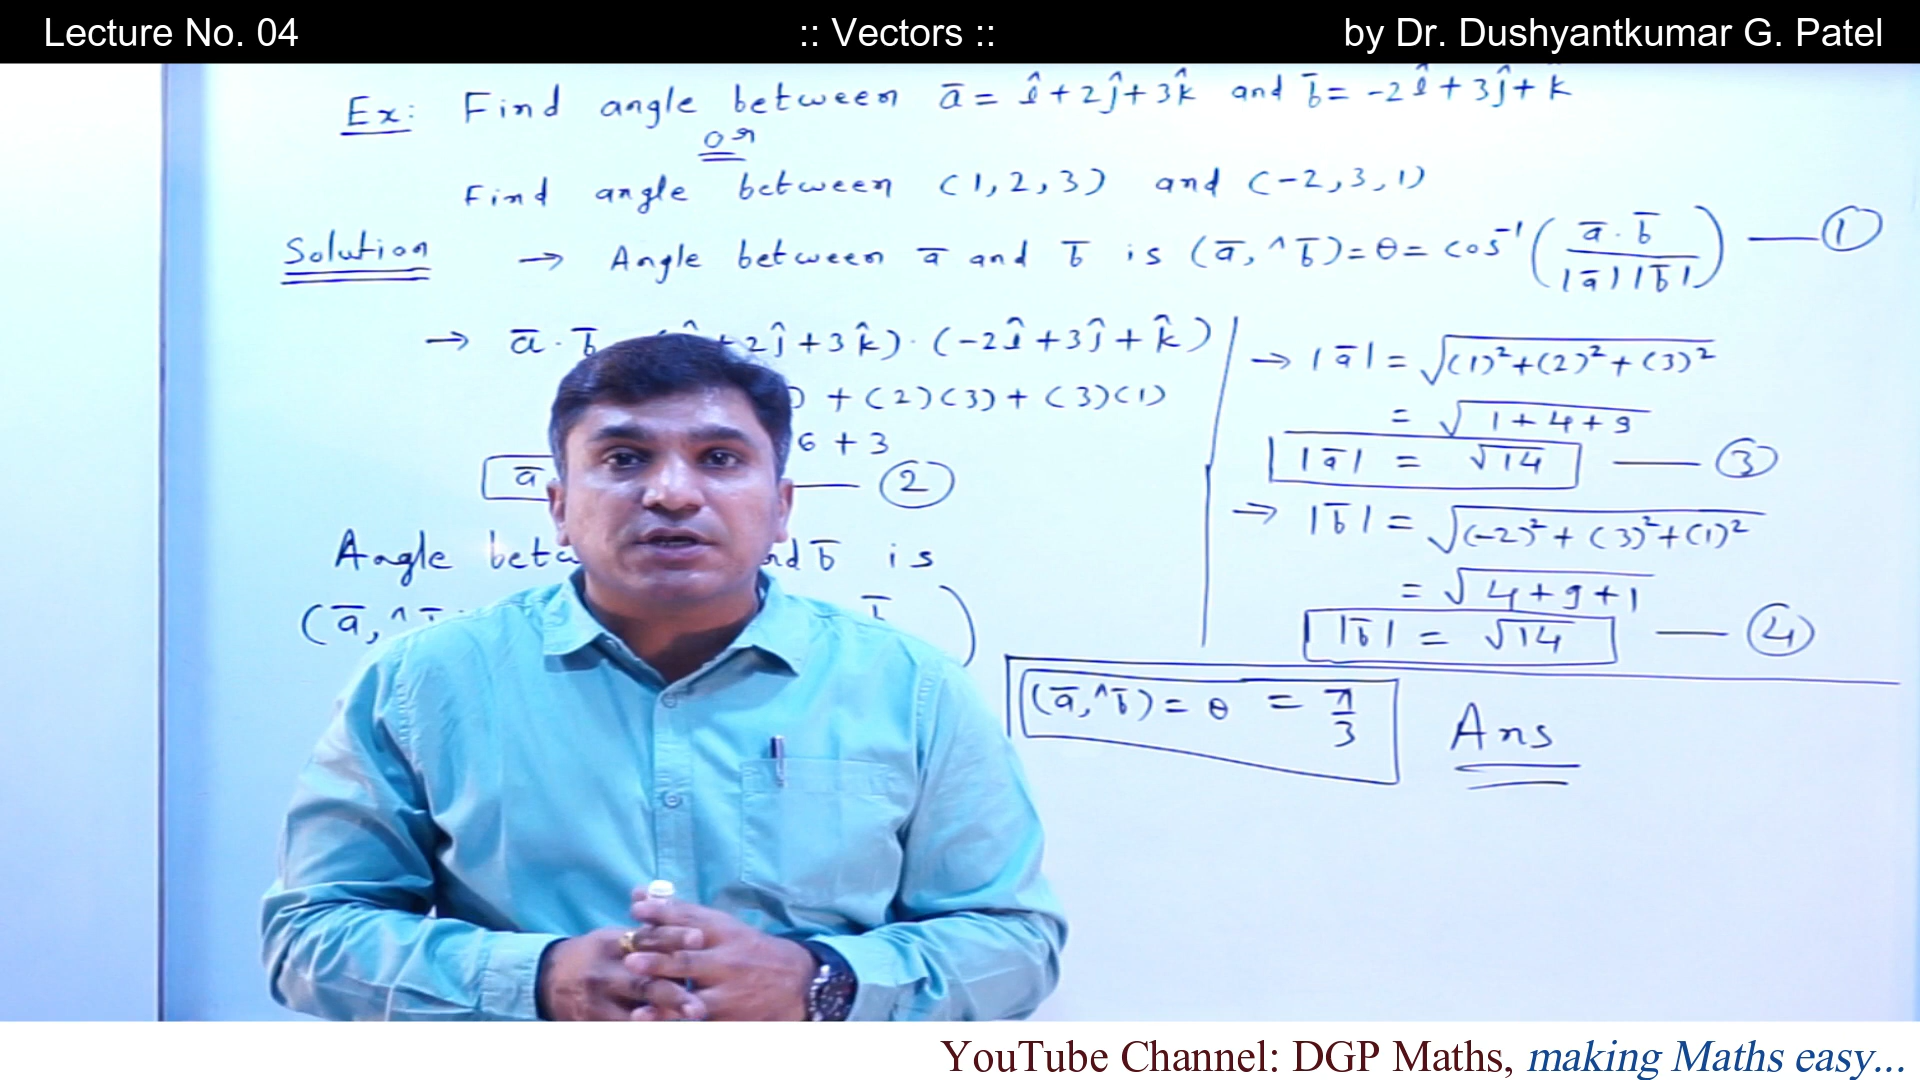 Lecture No. 04 :: Vectors :: by Dr. Dushyantkumar G. Patel
Ex: Find angle between a̅ = î + 2ĵ + 3k̂ and b̅ = -2î + 3ĵ + k̂
or
Find angle between (1, 2, 3) and (-2, 3, 1)
Solution → Angle between a̅ and b̅ is (a̅, ^ b̅) = θ = cos⁻¹( a̅ . b̅ / |a̅| |b̅| ) — ①
→ a̅ . b̅ + 2ĵ + 3k̂) . (-2î + 3ĵ + k̂)
) + (2)(3) + (3)(1)
6 + 3
a̅ — ②
Angle between and b̅ is
(a̅, ^ b̅ b̅ )
→ |a̅| = √(1)² + (2)² + (3)²
= √1 + 4 + 9
|a̅| = √14 — ③
→ |b̅| = √(-2)² + (3)² + (1)²
= √4 + 9 + 1
|b̅| = √14 — ④
(a̅, ^ b̅) = θ = π/3 Ans
YouTube Channel: DGP Maths, making Maths easy...